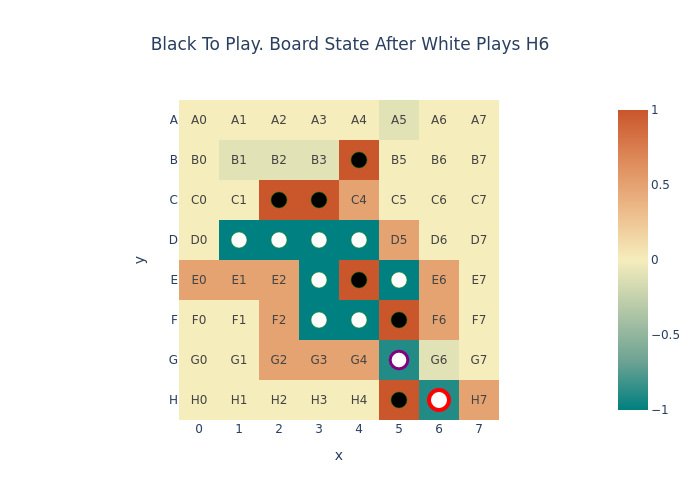 Black To Play. Board State After White Plays H6
A A0 A1 A2 A3 A4 A5 A6 A7
B B0 B1 B2 B3 B5 B6 B7
C C0 C1 C4 C5 C6 C7
D D0 D5 D6 D7
E E0 E1 E2 E6 E7
F F0 F1 F2 F6 F7
G G0 G1 G2 G3 G4 G6 G7
H H0 H1 H2 H3 H4 H7
0 1 2 3 4 5 6 7
x
y
1
0.5
0
−0.5
−1